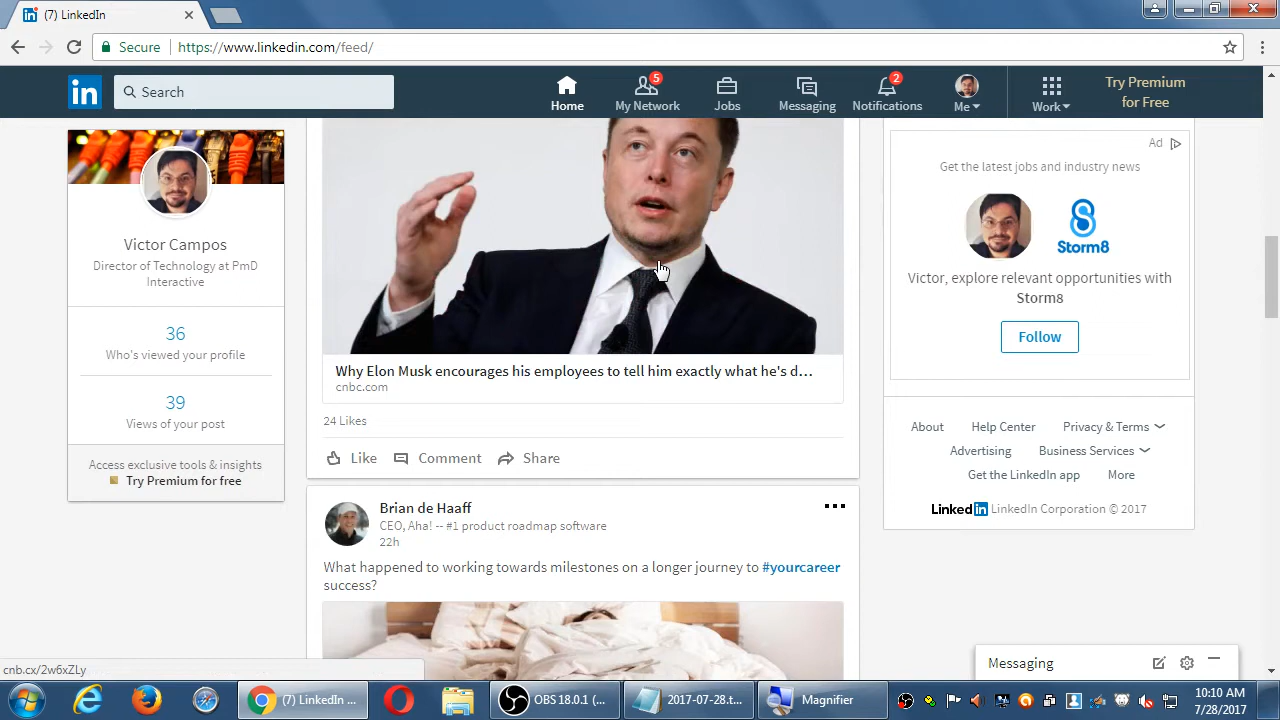 (7) LinkedIn
Secure
https://www.linkedin.com/feed/
in
Search
Home
5
My Network
Jobs
Messaging
2
Notifications
Me
Work
Try Premium
for Free
Victor Campos
Director of Technology at PmD
Interactive
36
Who's viewed your profile
39
Views of your post
Access exclusive tools & insights
Try Premium for free
Why Elon Musk encourages his employees to tell him exactly what he's d...
cnbc.com
24 Likes
Like
Comment
Share
Brian de Haaff
CEO, Aha! -- #1 product roadmap software
22h
What happened to working towards milestones on a longer journey to #yourcareer
success?
Ad
Get the latest jobs and industry news
Storm8
Victor, explore relevant opportunities with
Storm8
Follow
About Help Center Privacy & Terms
Advertising Business Services
Get the LinkedIn app More
Linked in LinkedIn Corporation © 2017
Messaging
cnb.cx/2w6xZLy
(7) LinkedIn ...
OBS 18.0.1 (...
2017-07-28.t...
Magnifier
10:10 AM
7/28/2017